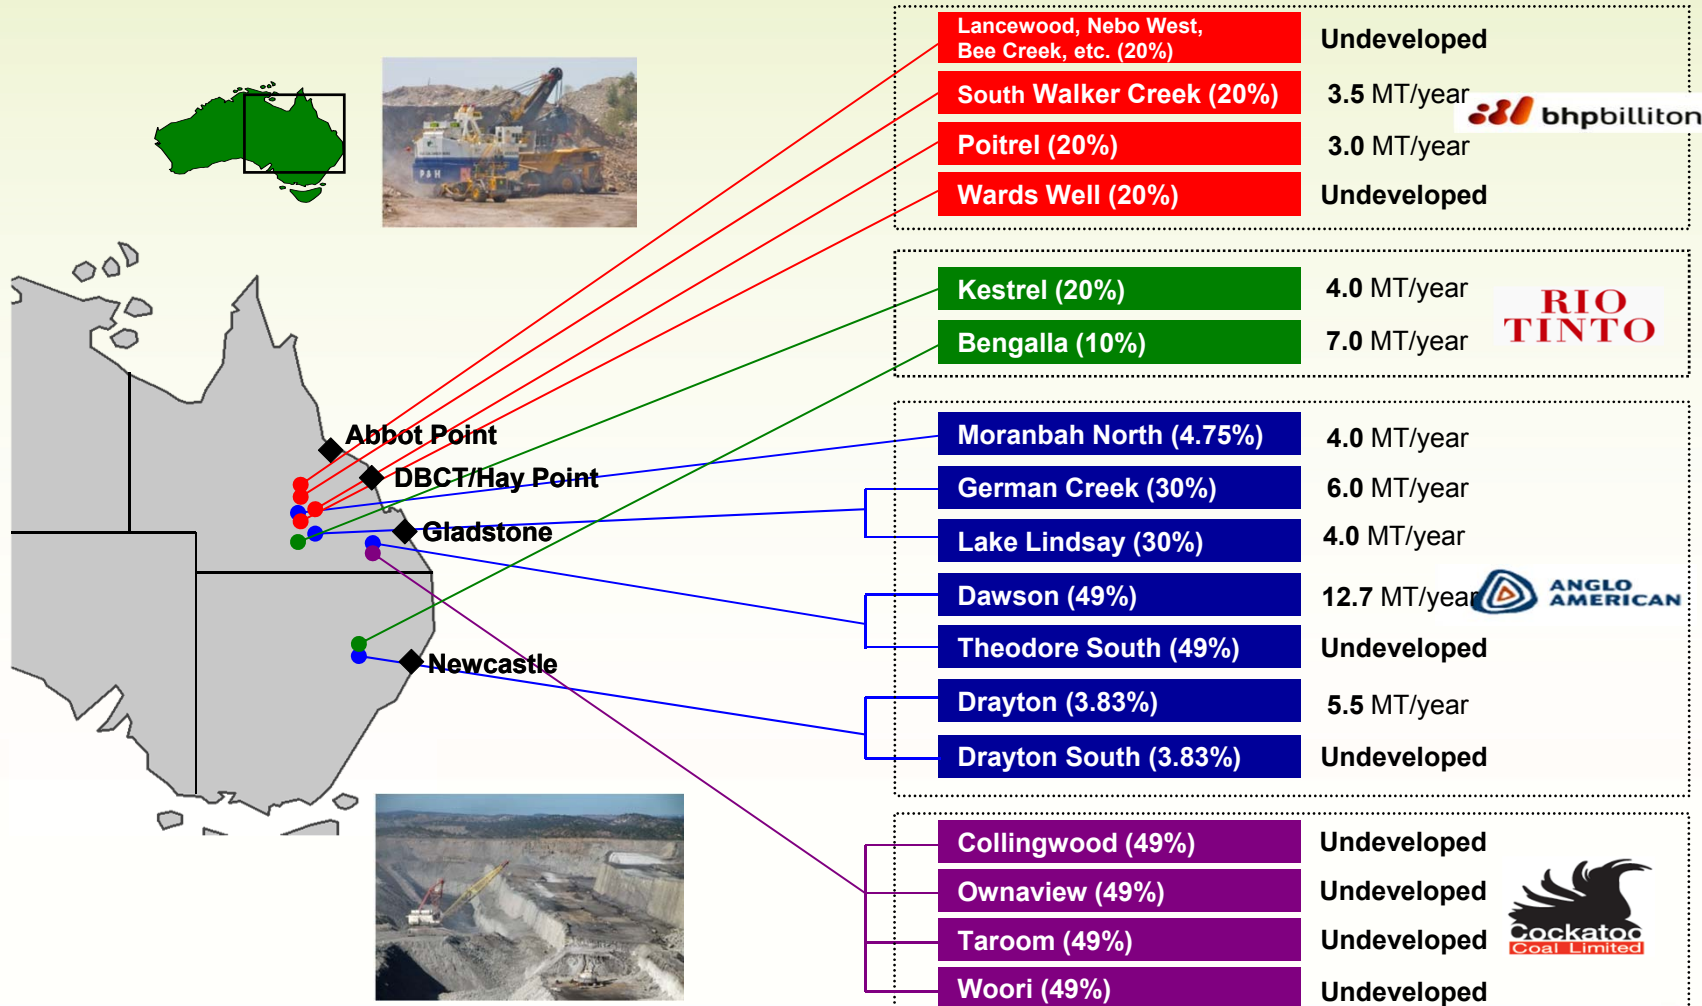 Lancewood, Nebo West,
Bee Creek, etc. (20%)
Undeveloped
South Walker Creek (20%)
3.5 MT/year
bhpbilliton
Poitrel (20%)
3.0 MT/year
Wards Well (20%)
Undeveloped
P&H
Kestrel (20%)
4.0 MT/year
RIO
TINTO
Bengalla (10%)
7.0 MT/year
Abbot Point
DBCT/Hay Point
Gladstone
Newcastle
Moranbah North (4.75%)
4.0 MT/year
German Creek (30%)
6.0 MT/year
Lake Lindsay (30%)
4.0 MT/year
Dawson (49%)
12.7 MT/year
ANGLO
AMERICAN
Theodore South (49%)
Undeveloped
Drayton (3.83%)
5.5 MT/year
Drayton South (3.83%)
Undeveloped
Collingwood (49%)
Undeveloped
Ownaview (49%)
Undeveloped
Taroom (49%)
Undeveloped
Cockatoo
Coal Limited
Woori (49%)
Undeveloped